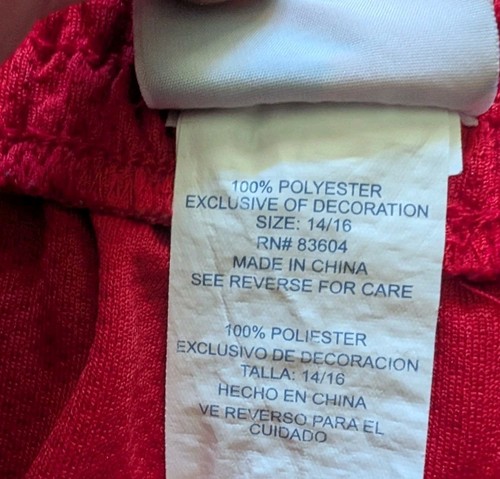 100% POLYESTER
EXCLUSIVE OF DECORATION
SIZE: 14/16
RN# 83604
MADE IN CHINA
SEE REVERSE FOR CARE
100% POLIESTER
EXCLUSIVO DE DECORACION
TALLA: 14/16
HECHO EN CHINA
VE REVERSO PARA EL
CUIDADO